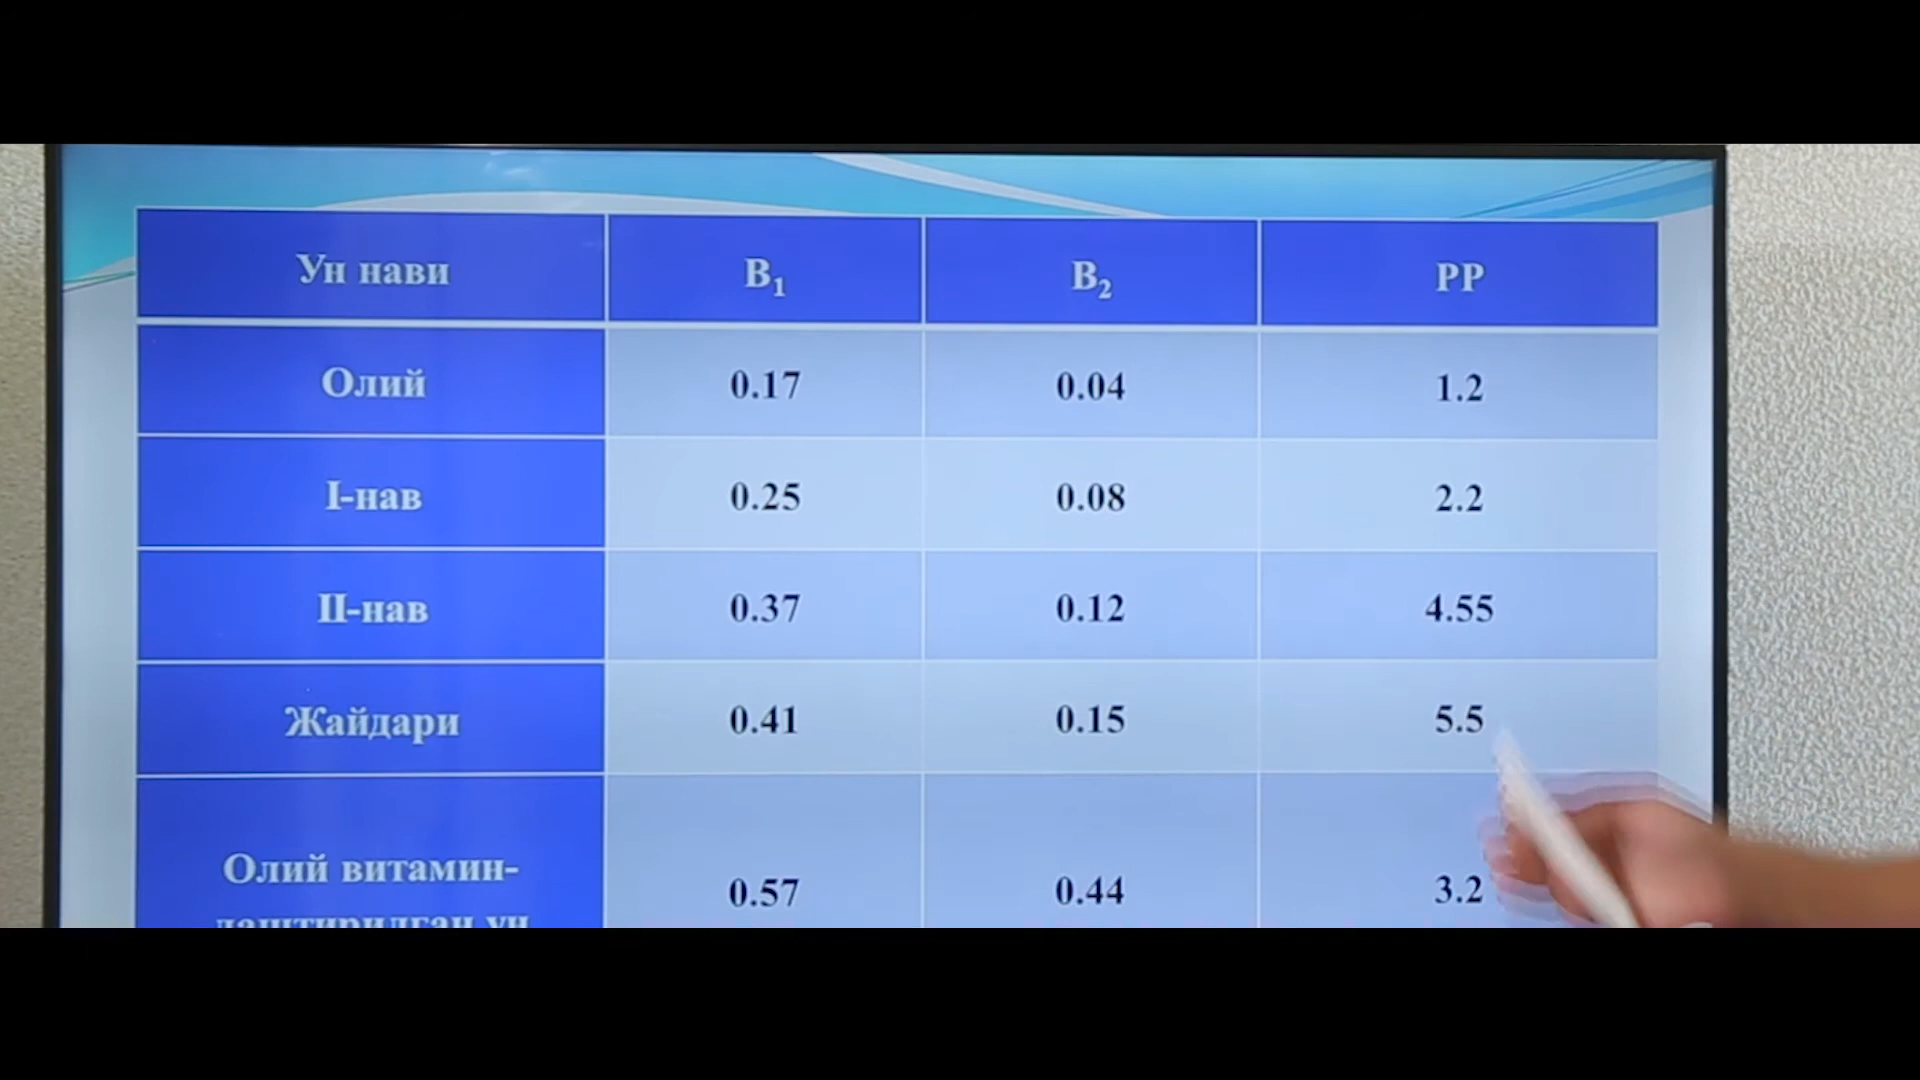 Ун нави B₁ B₂ PP
Олий 0.17 0.04 1.2
I-нав 0.25 0.08 2.2
II-нав 0.37 0.12 4.55
Жайдари 0.41 0.15 5.5
Олий витамин- 0.57 0.44 3.2
лаштирилган ун